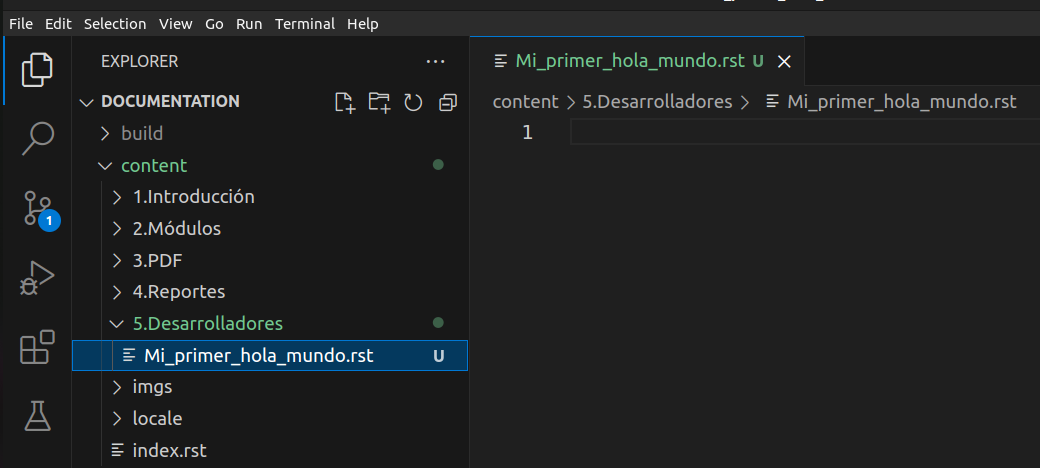 File Edit Selection View Go Run Terminal Help
EXPLORER
DOCUMENTATION
build
content
1.Introducción
2.Módulos
3.PDF
4.Reportes
5.Desarrolladores
Mi_primer_hola_mundo.rst U
imgs
locale
index.rst
1
Mi_primer_hola_mundo.rst U
content > 5.Desarrolladores > Mi_primer_hola_mundo.rst
1